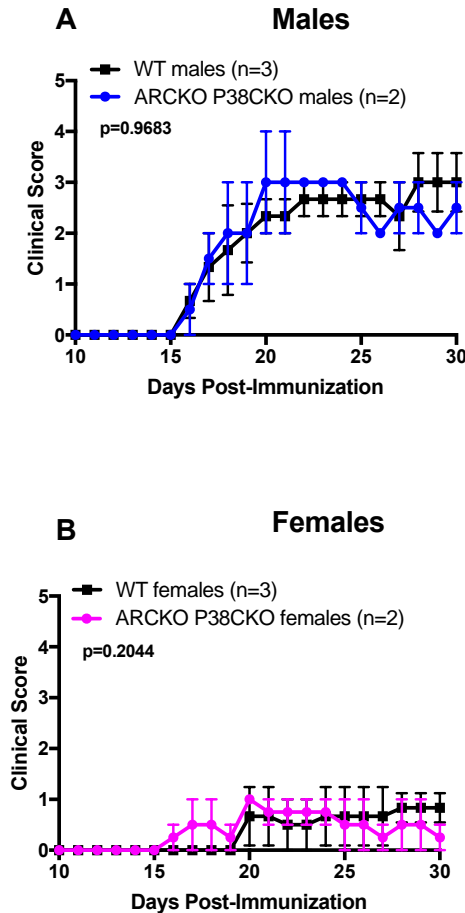 A Males
WT males (n=3)
ARCKO P38CKO males (n=2)
p=0.9683
Clinical Score
5
4
3
2
1
0
10 15 20 25 30
Days Post-Immunization
B Females
WT females (n=3)
ARCKO P38CKO females (n=2)
p=0.2044
Clinical Score
5
4
3
2
1
0
10 15 20 25 30
Days Post-Immunization